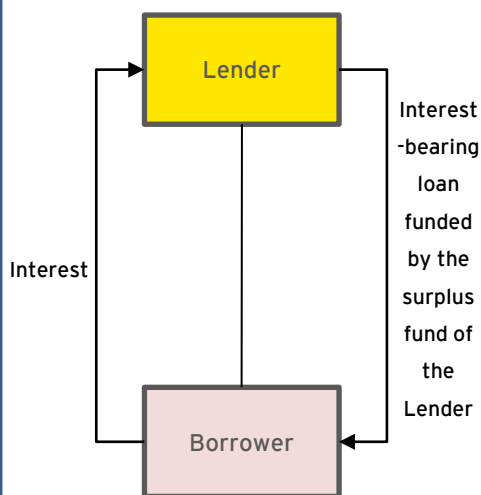 Lender
Interest
-bearing
loan
funded
by the
surplus
fund of
the
Lender
Interest
Borrower